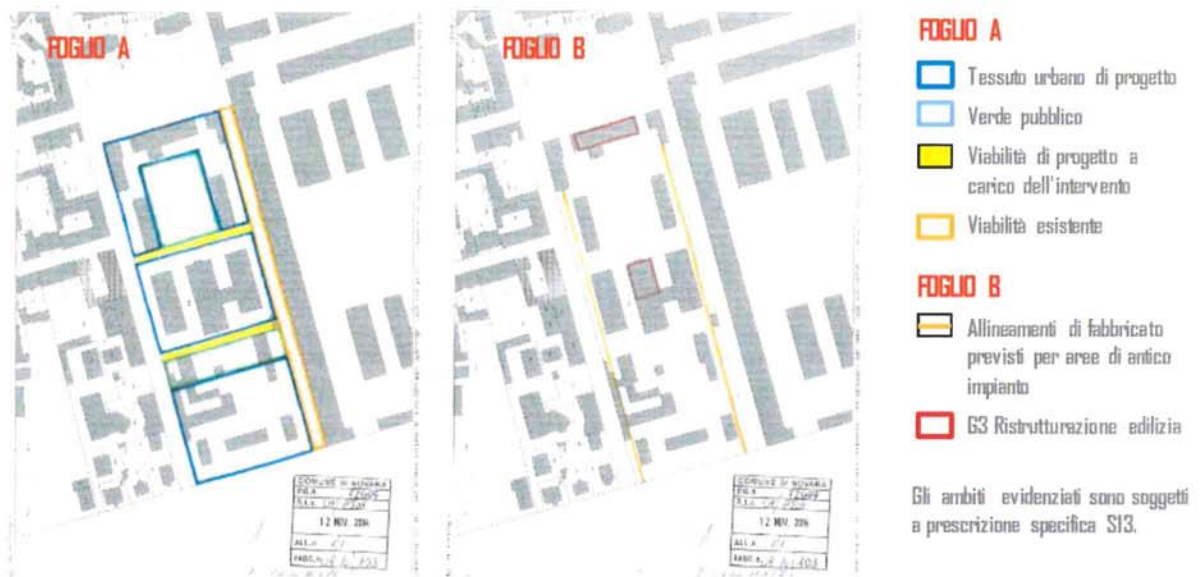 FOGLIO A
COMUNE DI NOVARA
12 NOV. 2014
ALL.
FOGLIO B
COMUNE DI NOVARA
12 NOV. 2014
ALL.
FOGLIO A
Tessuto urbano di progetto
Verde pubblico
Viabilità di progetto a
carico dell'intervento
Viabilità esistente
FOGLIO B
Allineamenti di fabbricato
previsti per aree di antico
impianto
G3 Ristrutturazione edilizia
Gli ambiti evidenziati sono soggetti
a prescrizione specifica S13.